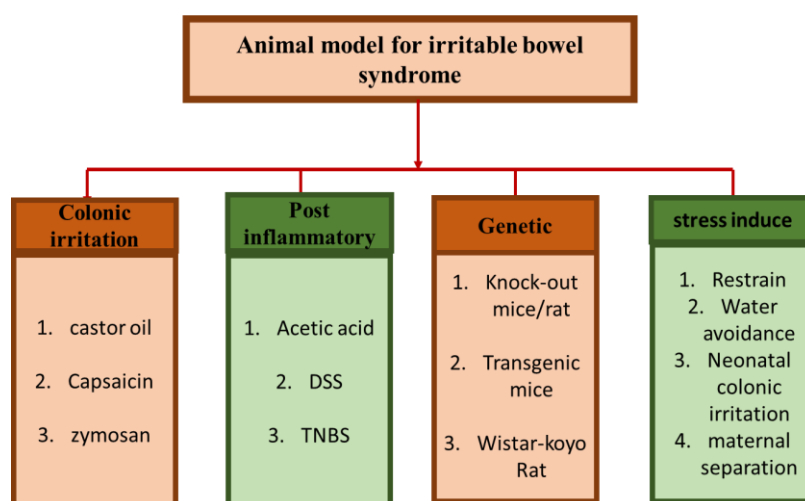 Animal model for irritable bowel
syndrome
Colonic
irritation
1. castor oil
2. Capsaicin
3. zymosan
Post
inflammatory
1. Acetic acid
2. DSS
3. TNBS
Genetic
1. Knock-out
mice/rat
2. Transgenic
mice
3. Wistar-koyo
Rat
stress induce
1. Restrain
2. Water
avoidance
3. Neonatal
colonic
irritation
4. maternal
separation